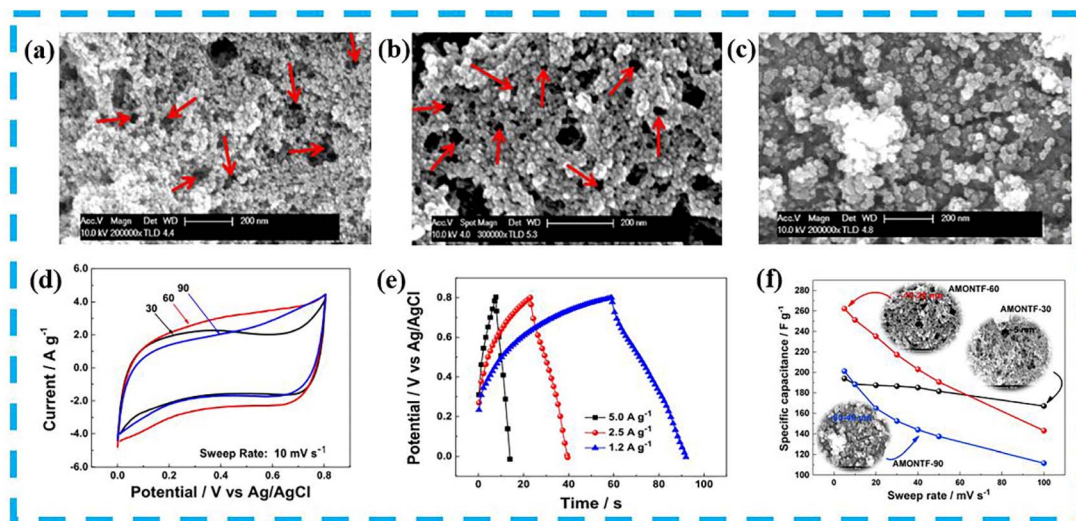 (a)
Acc.V Magn Det WD 200 nm
10.0 kV 200000x TLD 4.4
(b)
Acc.V Spot Magn Det WD 200 nm
10.0 kV 4.0 300000x TLD 5.3
(c)
Acc.V Magn Det WD 200 nm
10.0 kV 200000x TLD 4.8
(d)
Current / A g⁻¹
6.0
4.0
2.0
0.0
-2.0
-4.0
-6.0
30
60
90
Sweep Rate: 10 mV s⁻¹
0.0 0.2 0.4 0.6 0.8
Potential / V vs Ag/AgCl
(e)
Potential / V vs Ag/AgCl
0.8
0.6
0.4
0.2
0.0
5.0 A g⁻¹
2.5 A g⁻¹
1.2 A g⁻¹
0 20 40 60 80 100
Time / s
(f)
Specific capacitance / F g⁻¹
280
260
240
220
200
180
160
140
120
100
AMONTF-60
AMONTF-30
AMONTF-90
0 20 40 60 80 100
Sweep rate / mV s⁻¹